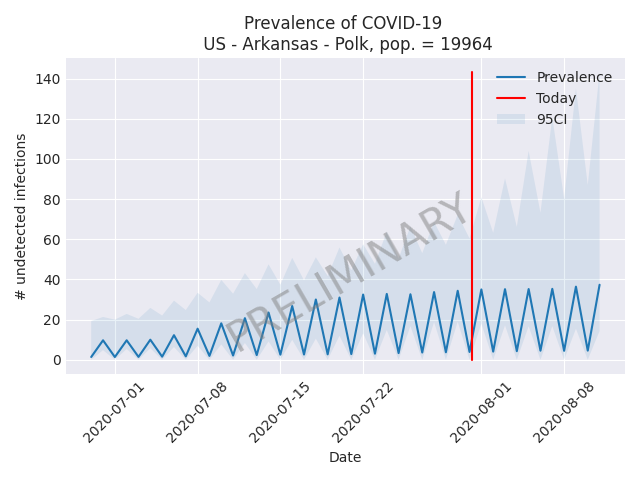 Prevalence of COVID-19
US - Arkansas - Polk, pop. = 19964
# undetected infections
140
120
100
80
60
40
20
0
Prevalence
Today
95CI
PRELIMINARY
2020-07-01
2020-07-08
2020-07-15
2020-07-22
2020-08-01
2020-08-08
Date